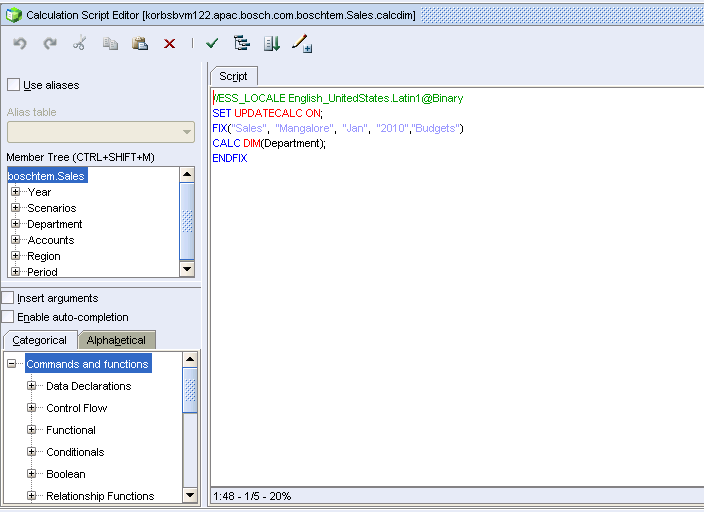 Calculation Script Editor [korbsbvm122.apac.bosch.com.boschtem.Sales.calcdim]
Use aliases
Alias table
Member Tree (CTRL+SHIFT+M)
boschtem.Sales
Year
Scenarios
Department
Accounts
Region
Period
Insert arguments
Enable auto-completion
Categorical
Alphabetical
Commands and functions
Data Declarations
Control Flow
Functional
Conditionals
Boolean
Relationship Functions
Script
//ESS_LOCALE English_UnitedStates.Latin1@Binary
SET UPDATECALC ON;
FIX("Sales", "Mangalore", "Jan", "2010","Budgets")
CALC DIM(Department);
ENDFIX
1:48 - 1/5 - 20%